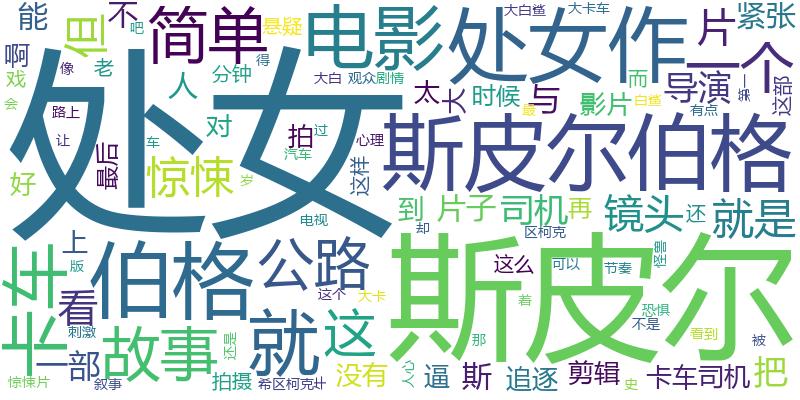 能 啊 但 不 吧 简单 悬疑 电影 大白鲨 大卡车 处女作 片 紧张
戏 会 像 老 分钟 得 大白 观众 剧情 一个
路上 让 人 太 大 时候 与 导演 这部 第一
处女 车 对 拍 过 心理 影片 而 白鲨 最 有点
最后 惊悚 汽车 岁 这样 斯皮尔伯格
好 电视 到 片子 司机 再 镜头 还 就是
卡车 上 版 伯格 公路 却 区柯克 怪兽
看 这个 大卡 这么 可以 节奏 斯皮尔
刺激 故事 还是 就 这 着 恐惧 不是 看到
一部 那 被
惊悚片 叙事 拍摄 希区柯克 没有 人心 逼 斯 追逐 剪辑 史 卡车司机 把